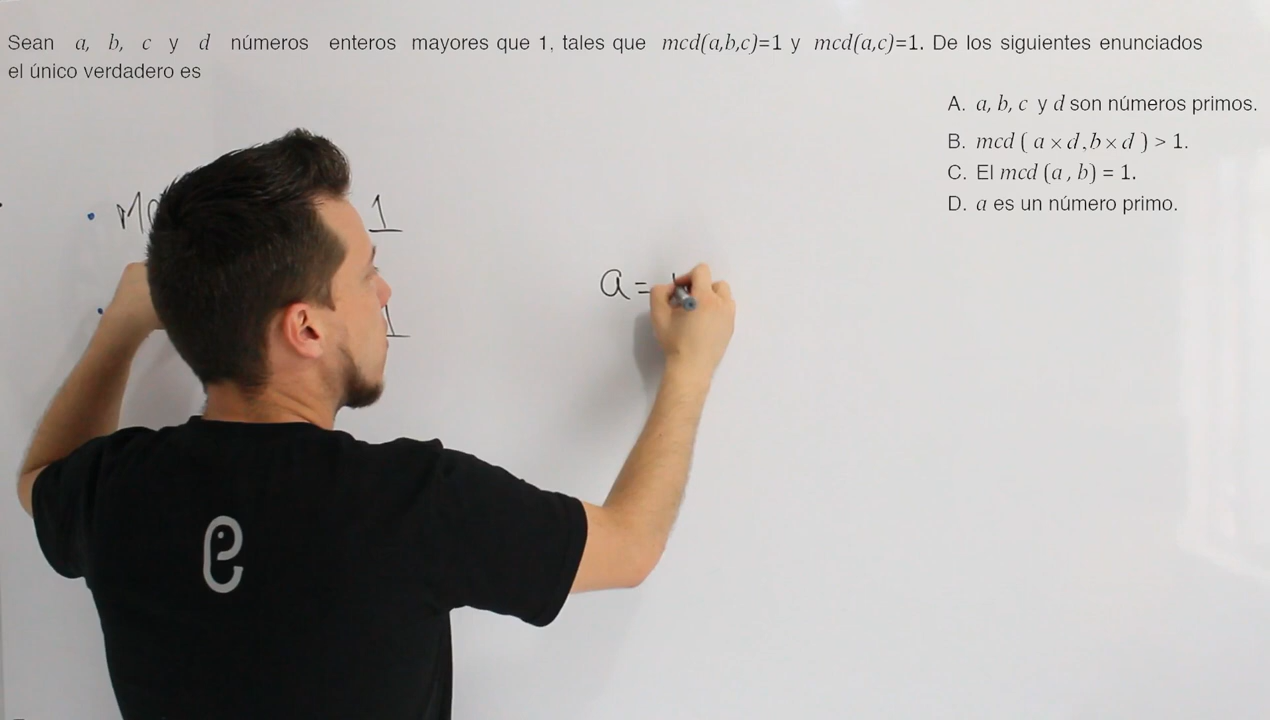 Sean a, b, c y d números enteros mayores que 1, tales que mcd(a,b,c)=1 y mcd(a,c)=1. De los siguientes enunciados
el único verdadero es
A. a, b, c y d son números primos.
B. mcd ( a × d , b × d ) > 1.
C. El mcd (a , b) = 1.
D. a es un número primo.
1
a =
1
e